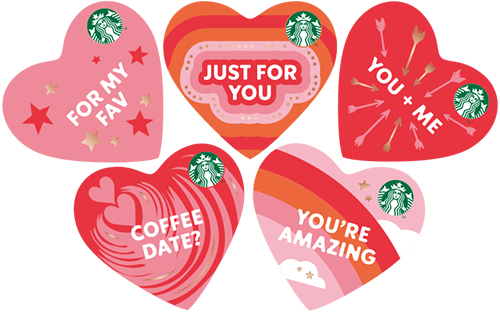 FOR MY
FAV
JUST FOR
YOU
YOU + ME
COFFEE
DATE?
YOU'RE
AMAZING